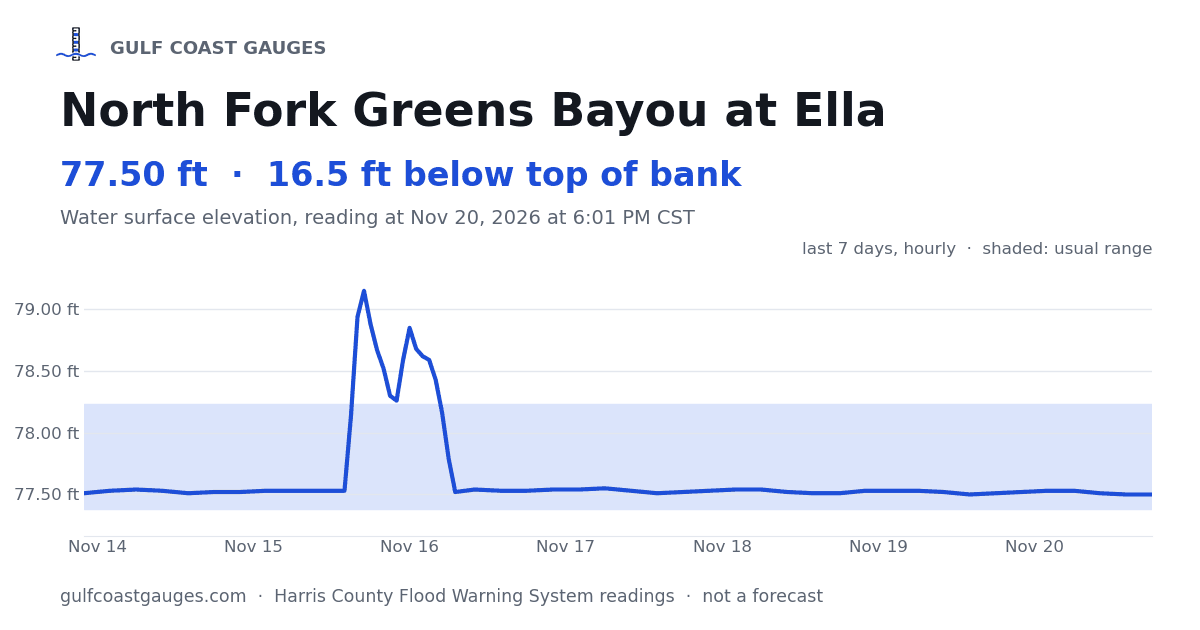 GULF COAST GAUGES
North Fork Greens Bayou at Ella
77.50 ft · 16.5 ft below top of bank
Water surface elevation, reading at Nov 20, 2026 at 6:01 PM CST
last 7 days, hourly · shaded: usual range
79.00 ft
78.50 ft
78.00 ft
77.50 ft
Nov 14 Nov 15 Nov 16 Nov 17 Nov 18 Nov 19 Nov 20
gulfcoastgauges.com · Harris County Flood Warning System readings · not a forecast